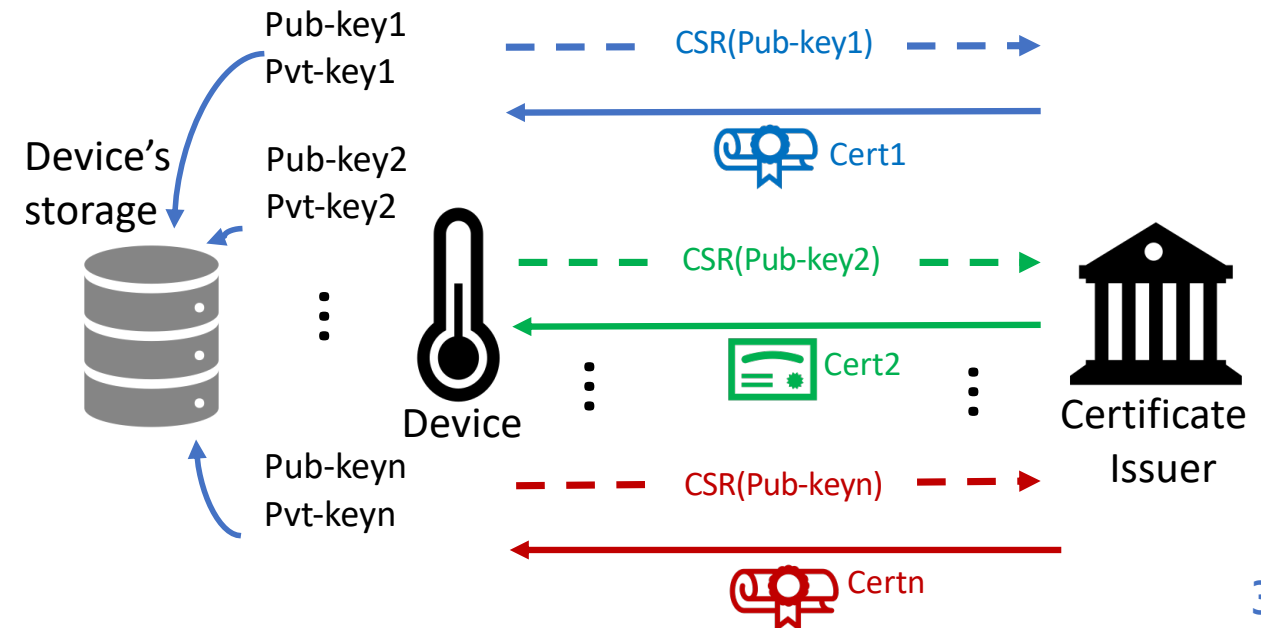 Pub-key1
Pvt-key1
CSR(Pub-key1)
Cert1
Device's
storage
Pub-key2
Pvt-key2
CSR(Pub-key2)
Cert2
Device
Certificate
Issuer
Pub-keyn
Pvt-keyn
CSR(Pub-keyn)
Certn